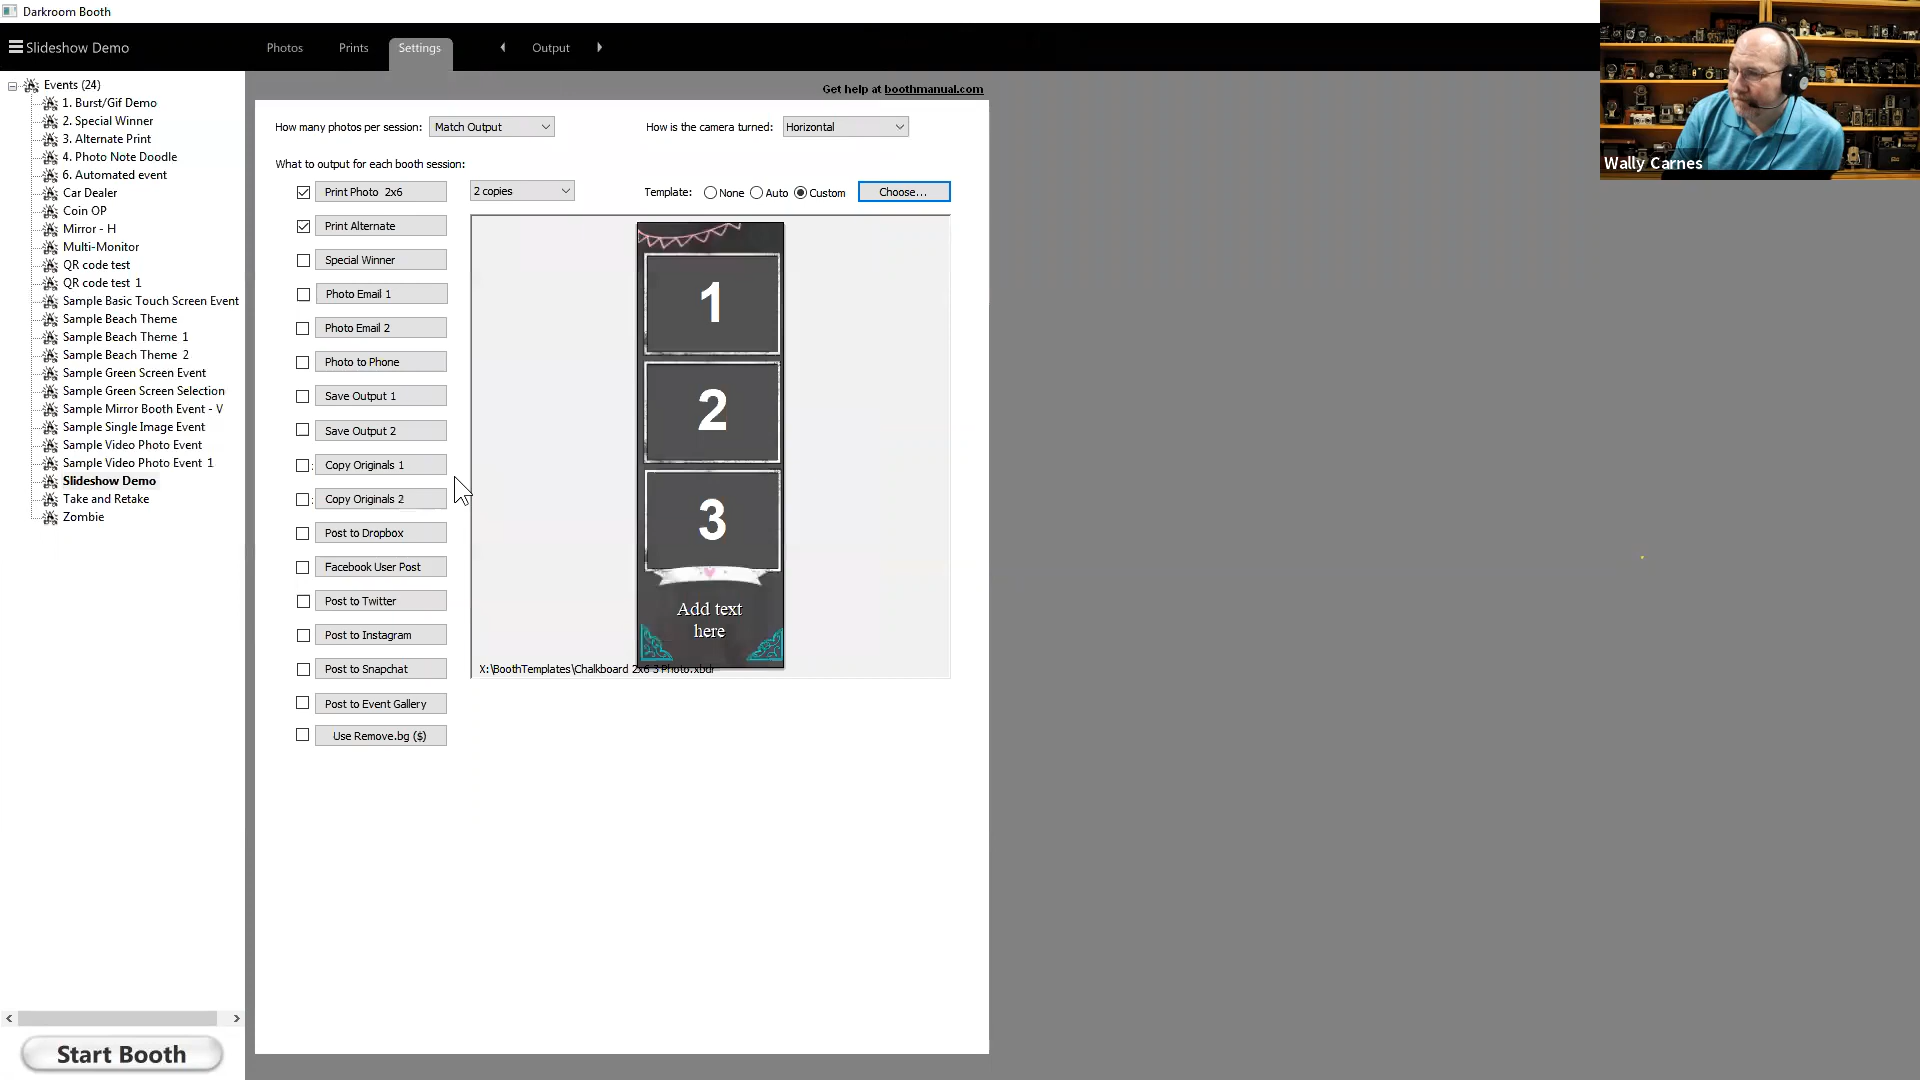 Darkroom Booth
Slideshow Demo
Photos
Prints
Settings
Output
Wally Carnes
Events (24)
1. Burst/Gif Demo
2. Special Winner
3. Alternate Print
4. Photo Note Doodle
6. Automated event
Car Dealer
Coin OP
Mirror - H
Multi-Monitor
QR code test
QR code test 1
Sample Basic Touch Screen Event
Sample Beach Theme
Sample Beach Theme 1
Sample Beach Theme 2
Sample Green Screen Event
Sample Green Screen Selection
Sample Mirror Booth Event - V
Sample Single Image Event
Sample Video Photo Event
Sample Video Photo Event 1
Slideshow Demo
Take and Retake
Zombie
Start Booth
Get help at boothmanual.com
How many photos per session: Match Output
How is the camera turned: Horizontal
What to output for each booth session:
Print Photo 2x6
2 copies
Template: None Auto Custom Choose...
Print Alternate
Special Winner
Photo Email 1
Photo Email 2
Photo to Phone
Save Output 1
Save Output 2
Copy Originals 1
Copy Originals 2
Post to Dropbox
Facebook User Post
Post to Twitter
Post to Instagram
Post to Snapchat
Post to Event Gallery
Use Remove.bg ($)
1
2
3
Add text
here
X:\BoothTemplates\Chalkboard 2x6 3 Photo.xbdr